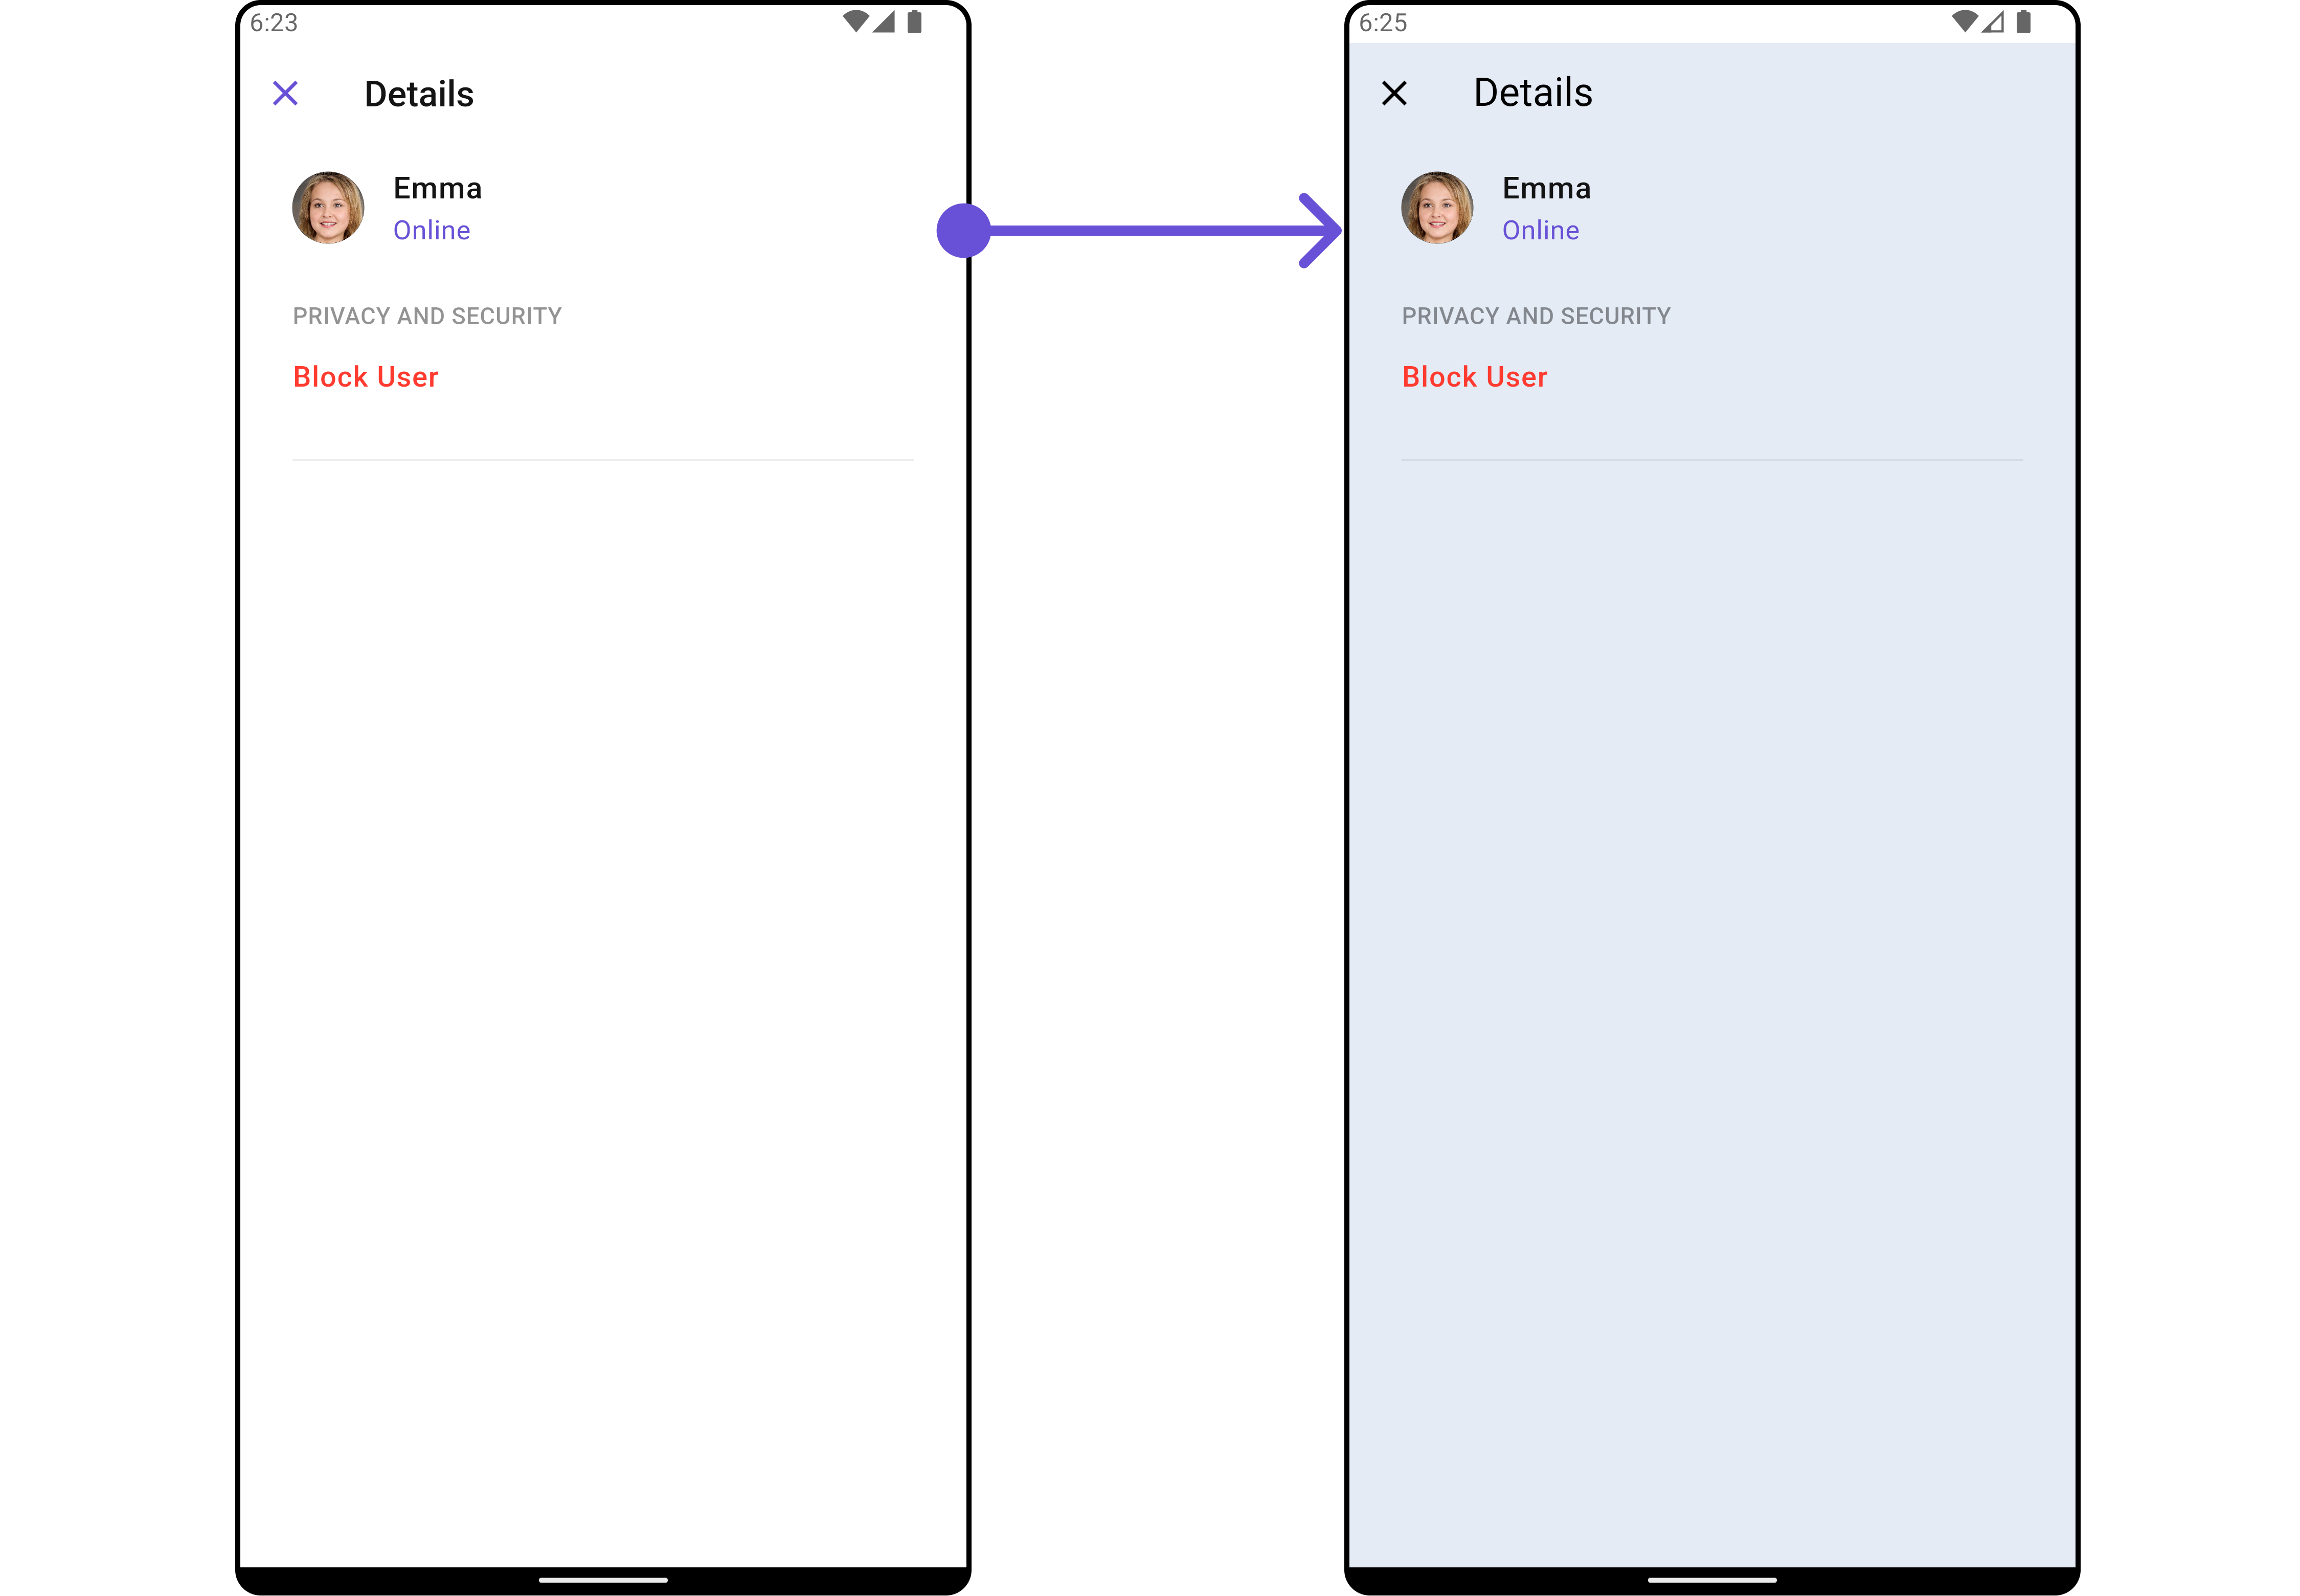 6:23
Details
Emma
Online
PRIVACY AND SECURITY
Block User
6:25
Details
Emma
Online
PRIVACY AND SECURITY
Block User